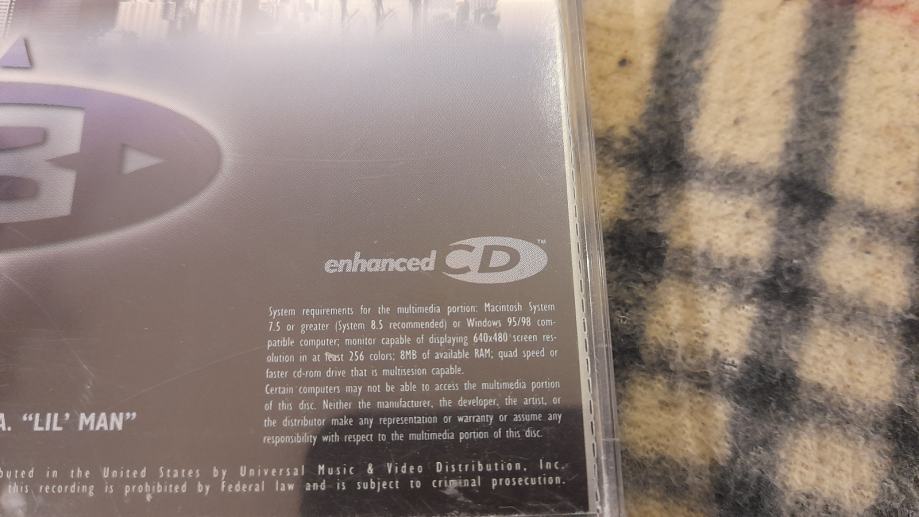 8
enhanced CD™
System requirements for the multimedia portion: Macintosh System
7.5 or greater (System 8.5 recommended) or Windows 95/98 com-
patible computer; monitor capable of displaying 640x480 screen res-
olution in at least 256 colors; 8MB of available RAM; quad speed or
faster cd-rom drive that is multisesion capable.
Certain computers may not be able to access the multimedia portion
of this disc. Neither the manufacturer, the developer, the artist, or
the distributor make any representation or warranty or assume any
responsibility with respect to the multimedia portion of this disc.
A. “LIL’ MAN”
buted in the United States by Universal Music & Video Distribution, Inc.
this recording is prohibited by Federal law and is subject to criminal prosecution.